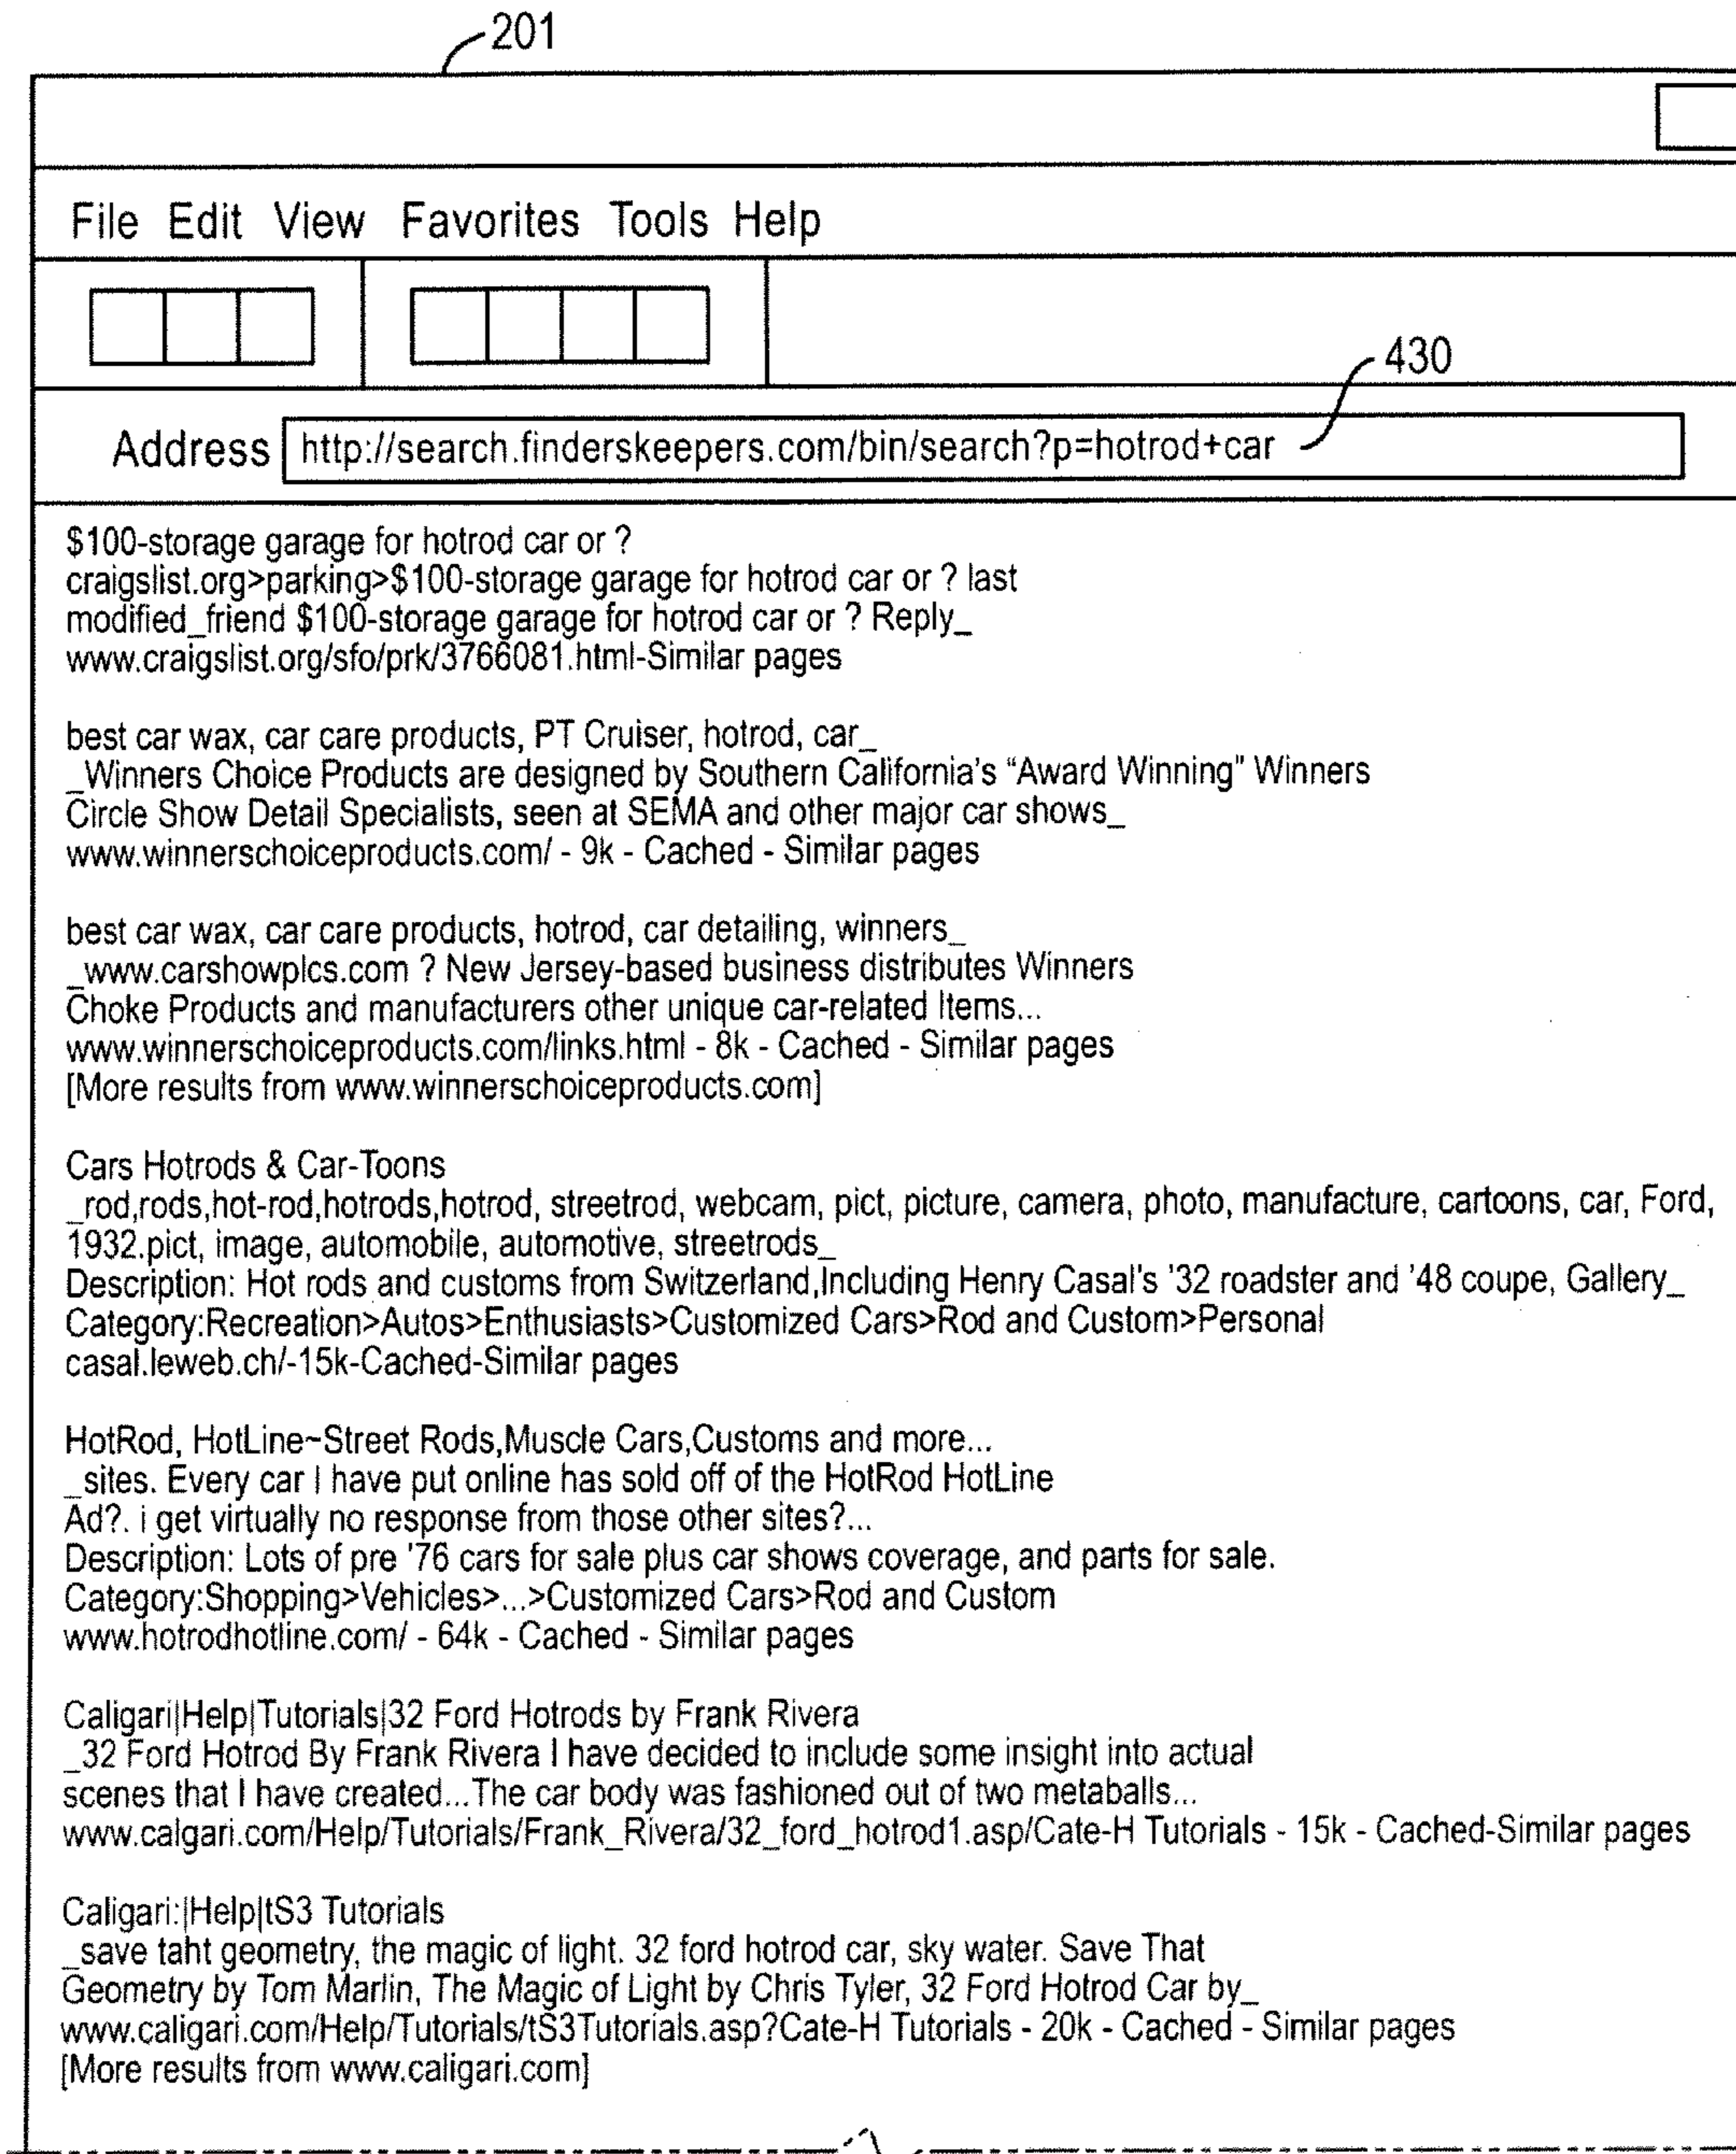 201
File Edit View Favorites Tools Help
430
Address http://search.finderskeepers.com/bin/search?p=hotrod+car
$100-storage garage for hotrod car or ?
craigslist.org>parking>$100-storage garage for hotrod car or ? last
modified_friend $100-storage garage for hotrod car or ? Reply_
www.craigslist.org/sfo/prk/3766081.html-Similar pages
best car wax, car care products, PT Cruiser, hotrod, car_
_Winners Choice Products are designed by Southern California's “Award Winning” Winners
Circle Show Detail Specialists, seen at SEMA and other major car shows_
www.winnerschoiceproducts.com/ - 9k - Cached - Similar pages
best car wax, car care products, hotrod, car detailing, winners_
_www.carshowplcs.com ? New Jersey-based business distributes Winners
Choke Products and manufacturers other unique car-related Items...
www.winnerschoiceproducts.com/links.html - 8k - Cached - Similar pages
[More results from www.winnerschoiceproducts.com]
Cars Hotrods & Car-Toons
_rod,rods,hot-rod,hotrods,hotrod, streetrod, webcam, pict, picture, camera, photo, manufacture, cartoons, car, Ford,
1932.pict, image, automobile, automotive, streetrods_
Description: Hot rods and customs from Switzerland,Including Henry Casal's '32 roadster and '48 coupe, Gallery_
Category:Recreation>Autos>Enthusiasts>Customized Cars>Rod and Custom>Personal
casal.leweb.ch/-15k-Cached-Similar pages
HotRod, HotLine~Street Rods,Muscle Cars,Customs and more...
_sites. Every car I have put online has sold off of the HotRod HotLine
Ad?. i get virtually no response from those other sites?...
Description: Lots of pre '76 cars for sale plus car shows coverage, and parts for sale.
Category:Shopping>Vehicles>...>Customized Cars>Rod and Custom
www.hotrodhotline.com/ - 64k - Cached - Similar pages
Caligari|Help|Tutorials|32 Ford Hotrods by Frank Rivera
_32 Ford Hotrod By Frank Rivera I have decided to include some insight into actual
scenes that I have created...The car body was fashioned out of two metaballs...
www.calgari.com/Help/Tutorials/Frank_Rivera/32_ford_hotrod1.asp/Cate-H Tutorials - 15k - Cached-Similar pages
Caligari:|Help|tS3 Tutorials
_save taht geometry, the magic of light. 32 ford hotrod car, sky water. Save That
Geometry by Tom Marlin, The Magic of Light by Chris Tyler, 32 Ford Hotrod Car by_
www.caligari.com/Help/Tutorials/tS3Tutorials.asp?Cate-H Tutorials - 20k - Cached - Similar pages
[More results from www.caligari.com]